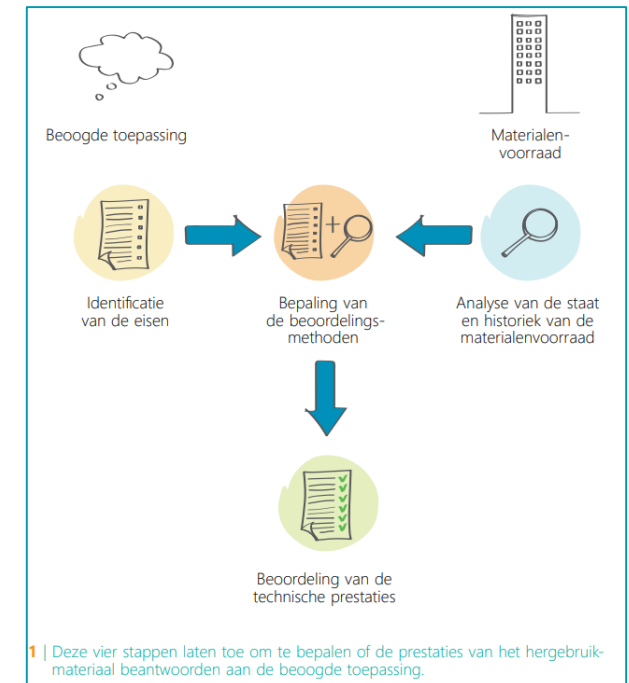 Beoogde toepassing
Materialen-
voorraad
Identificatie
van de eisen
Bepaling van
de beoordelings-
methoden
Analyse van de staat
en historiek van de
materialenvoorraad
Beoordeling van de
technische prestaties
1 | Deze vier stappen laten toe om te bepalen of de prestaties van het hergebruik-
materiaal beantwoorden aan de beoogde toepassing.